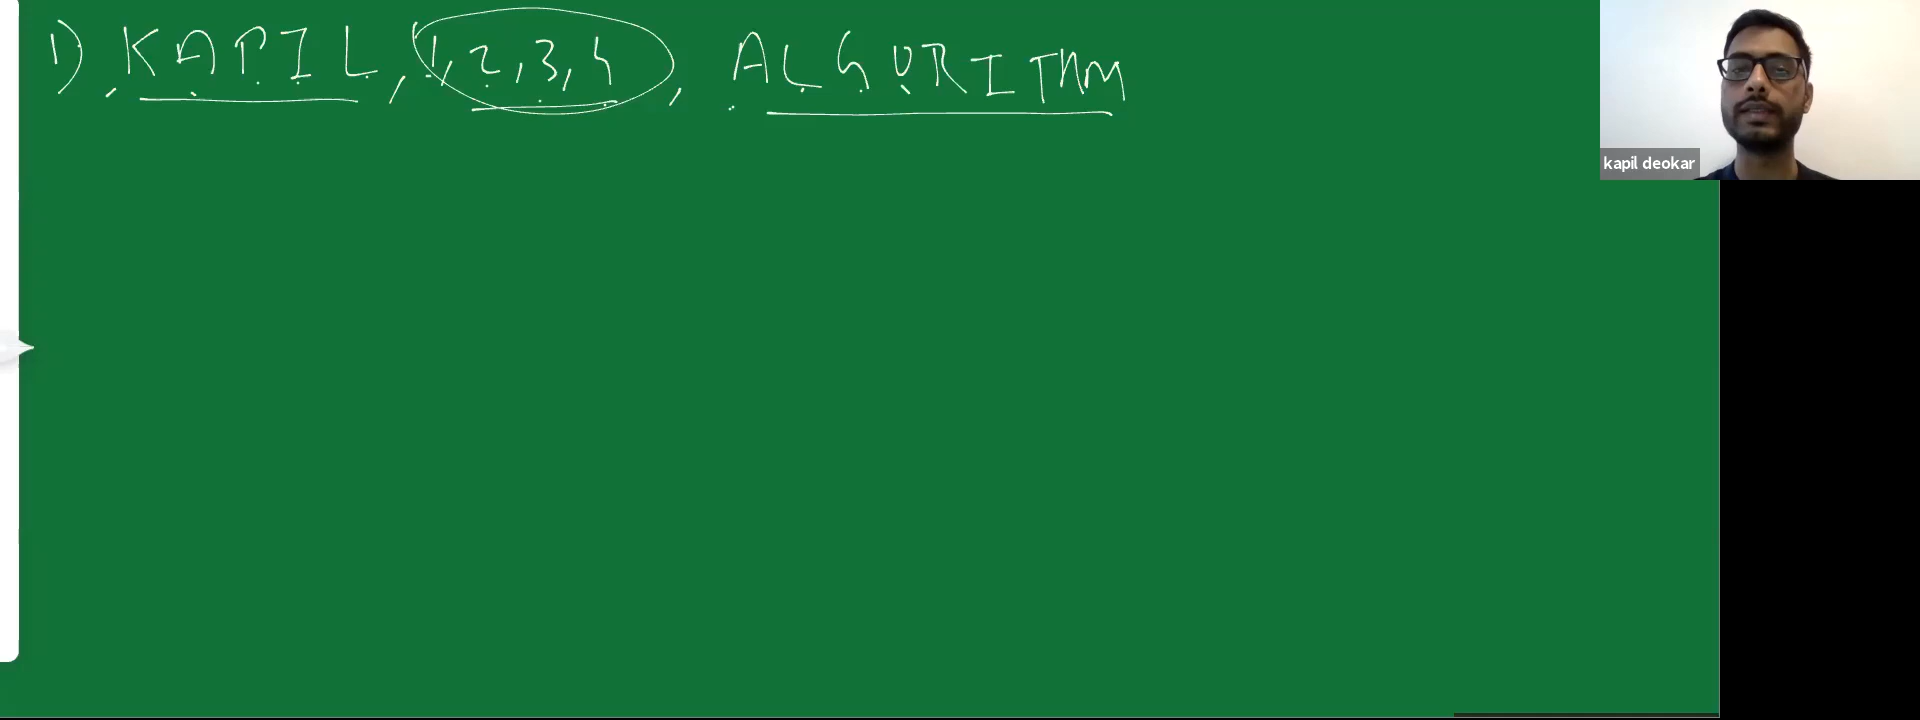 1) KAPIL, 1, 2, 3, 4, ALGORITHM
kapil deokar